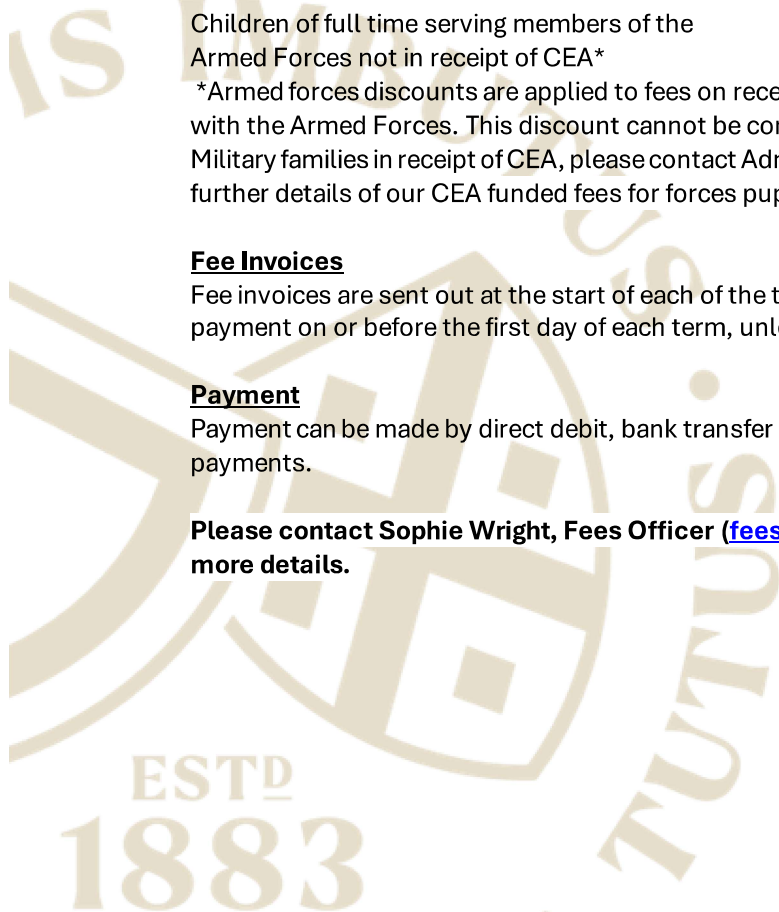 Children of full time serving members of the
Armed Forces not in receipt of CEA*
*Armed forces discounts are applied to fees on rece
with the Armed Forces. This discount cannot be cor
Military families in receipt of CEA, please contact Adm
further details of our CEA funded fees for forces pup
Fee Invoices
Fee invoices are sent out at the start of each of the t
payment on or before the first day of each term, unl
Payment
Payment can be made by direct debit, bank transfer
payments.
Please contact Sophie Wright, Fees Officer (fees
more details.
IS IMBUTUS · TUTUS
ESTD
1883